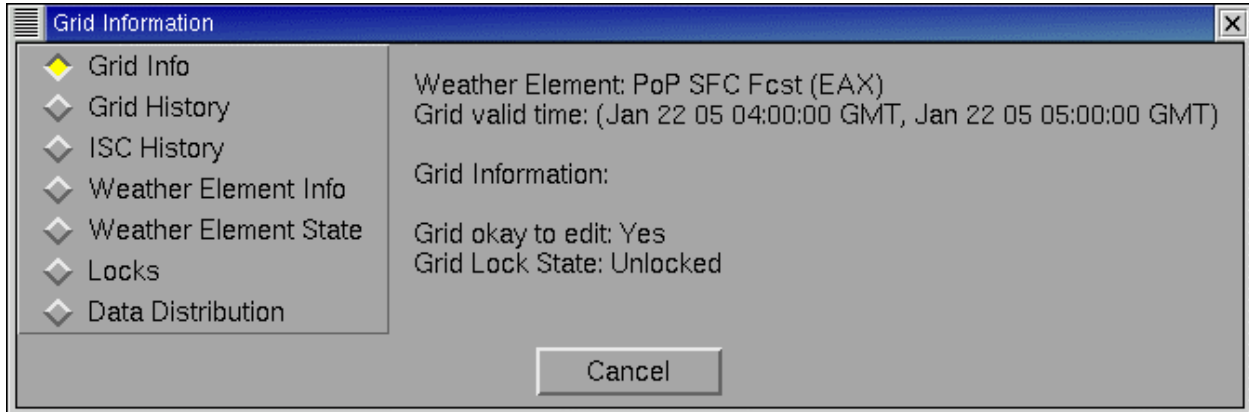 Grid Information
Grid Info
Grid History
ISC History
Weather Element Info
Weather Element State
Locks
Data Distribution
Weather Element: PoP SFC Fcst (EAX)
Grid valid time: (Jan 22 05 04:00:00 GMT, Jan 22 05 05:00:00 GMT)
Grid Information:
Grid okay to edit: Yes
Grid Lock State: Unlocked
Cancel